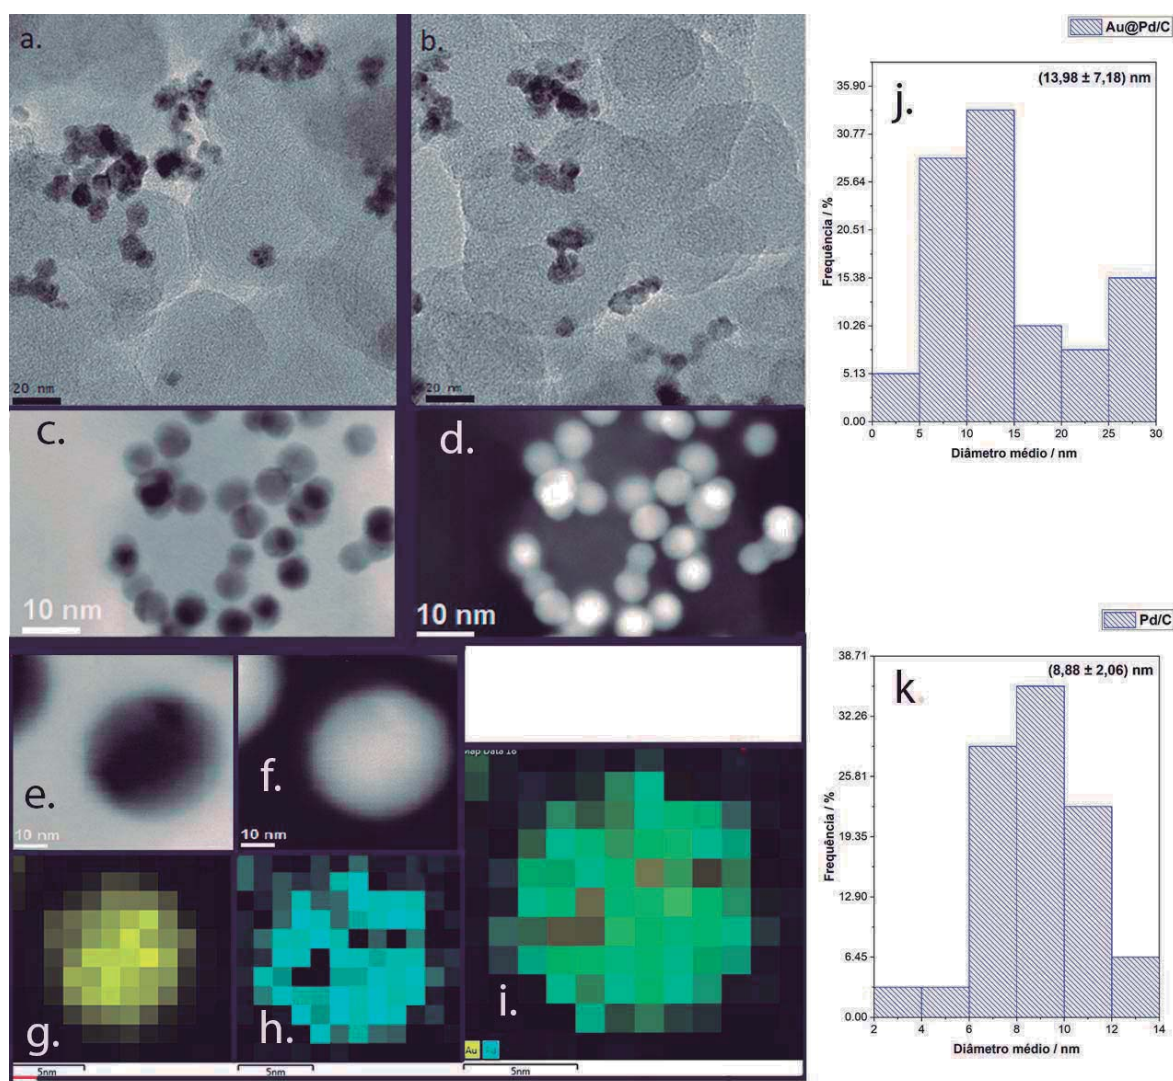 a.
20 nm
b.
20 nm
c.
10 nm
d.
10 nm
e.
10 nm
f.
10 nm
g.
5nm
h.
5nm
Map Data 18
i.
Au
5nm
Au@Pd/C
j.
(13,98 ± 7,18) nm
Frequência / %
35.90
30.77
25.64
20.51
15.38
10.26
5.13
0.00
0 5 10 15 20 25 30
Diâmetro médio / nm
Pd/C
k.
(8,88 ± 2,06) nm
Frequência / %
38.71
32.26
25.81
19.35
12.90
6.45
0.00
2 4 6 8 10 12 14
Diâmetro médio / nm